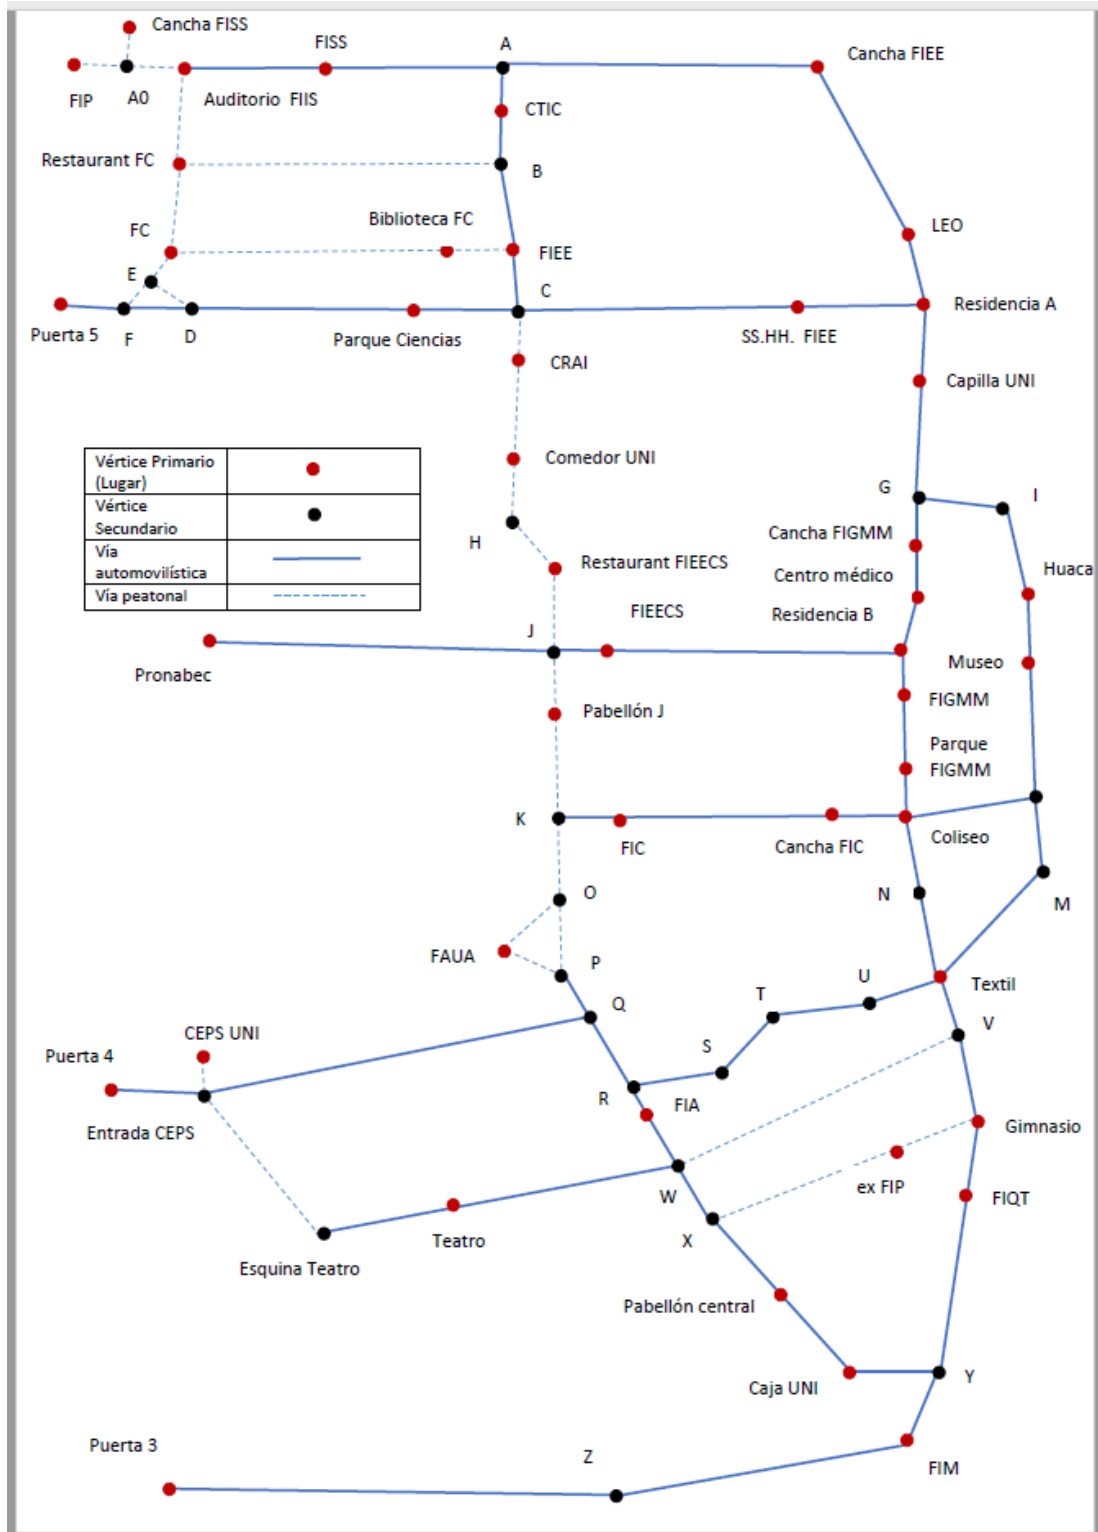 Cancha FISS
FISS
A
Cancha FIEE
FIP
A0
Auditorio FIIS
CTIC
Restaurant FC
B
Biblioteca FC
LEO
FC
FIEE
E
C
Residencia A
Puerta 5
F
D
Parque Ciencias
SS.HH. FIEE
CRAI
Capilla UNI
Vértice Primario
(Lugar)
Vértice
Secundario
Vía
automovilística
Vía peatonal
Comedor UNI
G
I
H
Cancha FIGMM
Restaurant FIEECS
Centro médico
Huaca
FIEECS
Residencia B
J
Pronabec
Museo
FIGMM
Pabellón J
Parque
FIGMM
K
FIC
Cancha FIC
Coliseo
O
N
M
FAUA
P
U
Textil
Q
T
V
CEPS UNI
Puerta 4
S
R
FIA
Entrada CEPS
Gimnasio
W
ex FIP
FIQT
Teatro
X
Esquina Teatro
Pabellón central
Y
Caja UNI
Puerta 3
Z
FIM